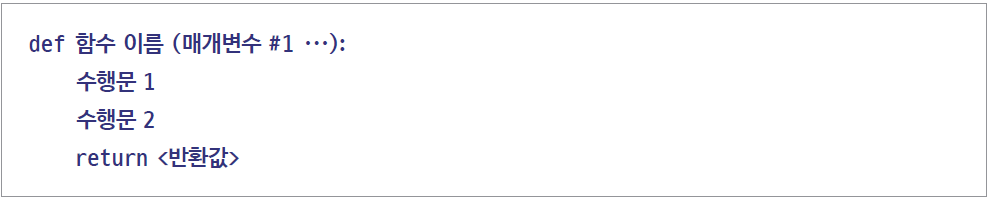 def 함수 이름 (매개변수 #1 ···):
수행문 1
수행문 2
return <반환값>